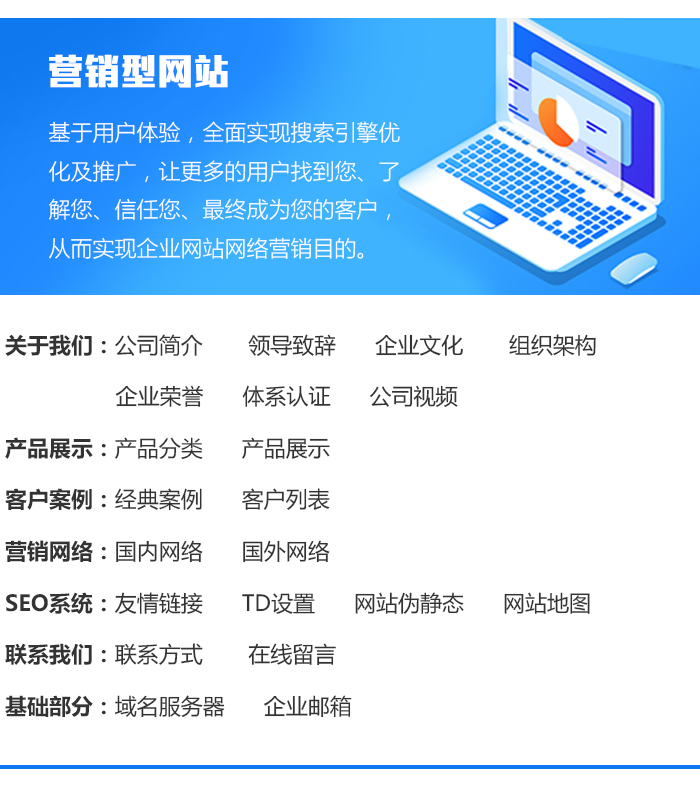 营销型网站
基于用户体验，全面实现搜索引擎优
化及推广，让更多的用户找到您、了
解您、信任您、最终成为您的客户，
从而实现企业网站网络营销目的。
关于我们：公司简介 领导致辞 企业文化 组织架构
企业荣誉 体系认证 公司视频
产品展示：产品分类 产品展示
客户案例：经典案例 客户列表
营销网络：国内网络 国外网络
SEO系统：友情链接 TD设置 网站伪静态 网站地图
联系我们：联系方式 在线留言
基础部分：域名服务器 企业邮箱